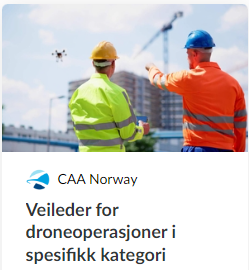 CAA Norway
Veileder for
droneoperasjoner i
spesifikk kategori